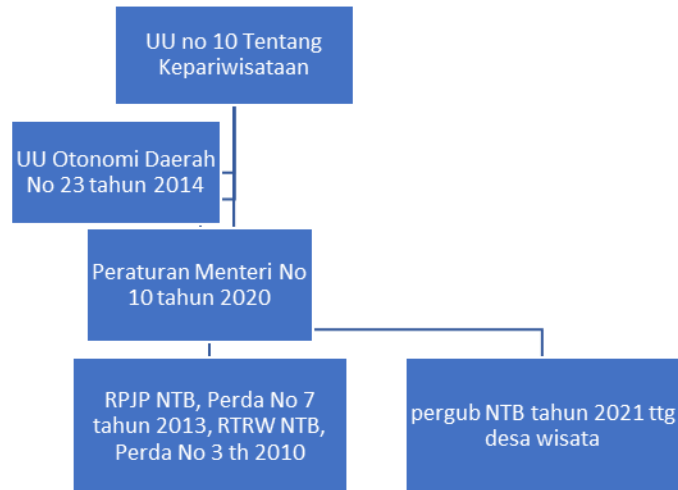 UU no 10 Tentang
Kepariwisataan
UU Otonomi Daerah
No 23 tahun 2014
Peraturan Menteri No
10 tahun 2020
RPJP NTB, Perda No 7
tahun 2013, RTRW NTB,
Perda No 3 th 2010
pergub NTB tahun 2021 ttg
desa wisata